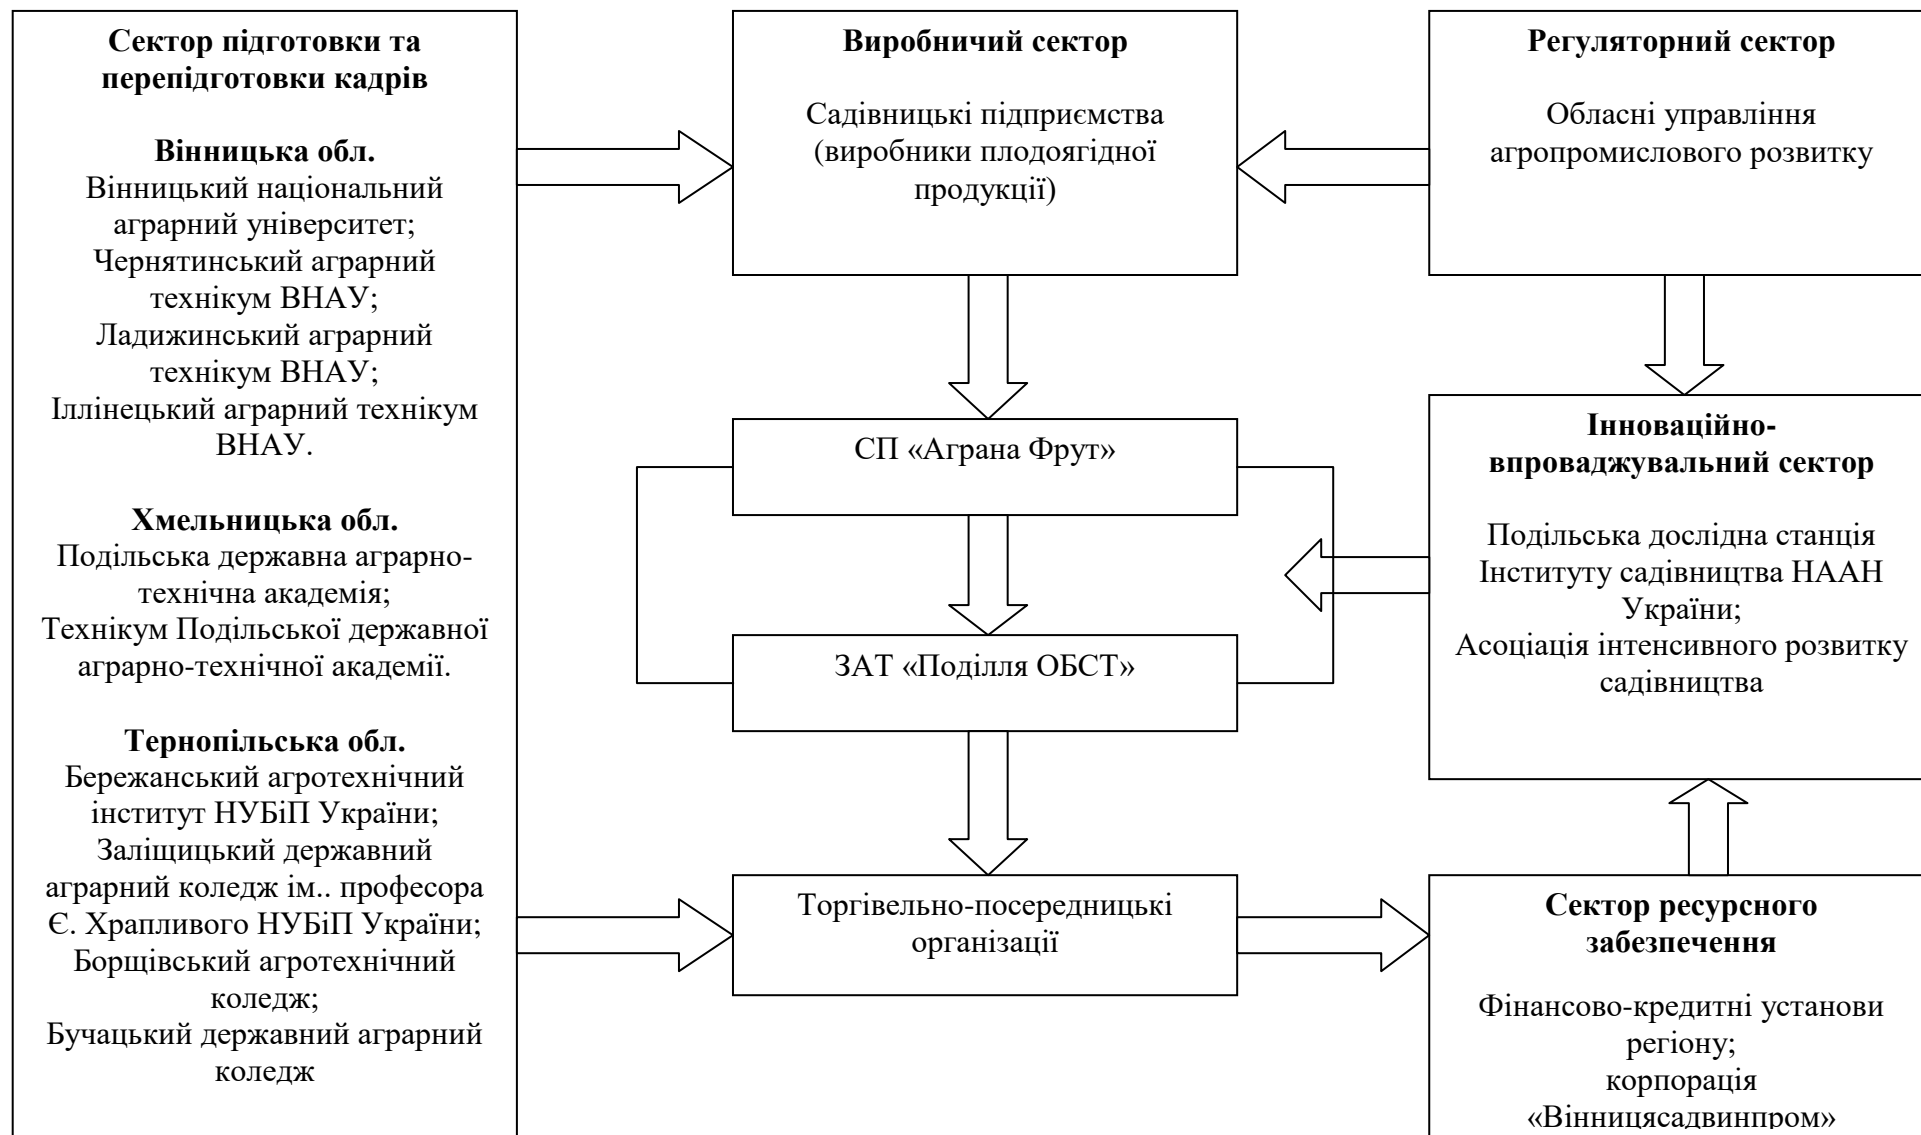 Сектор підготовки та
перепідготовки кадрів
Вінницька обл.
Вінницький національний
аграрний університет;
Чернятинський аграрний
технікум ВНАУ;
Ладижинський аграрний
технікум ВНАУ;
Іллінецький аграрний технікум
ВНАУ.
Хмельницька обл.
Подільська державна аграрно-
технічна академія;
Технікум Подільської державної
аграрно-технічної академії.
Тернопільська обл.
Бережанський агротехнічний
інститут НУБіП України;
Заліщицький державний
аграрний коледж ім.. професора
Є. Храпливого НУБіП України;
Борщівський агротехнічний
коледж;
Бучацький державний аграрний
коледж
Виробничий сектор
Садівницькі підприємства
(виробники плодоягідної
продукції)
СП «Аграна Фрут»
ЗАТ «Поділля ОБСТ»
Торгівельно-посередницькі
організації
Регуляторний сектор
Обласні управління
агропромислового розвитку
Інноваційно-
впроваджувальний сектор
Подільська дослідна станція
Інституту садівництва НААН
України;
Асоціація інтенсивного розвитку
садівництва
Сектор ресурсного
забезпечення
Фінансово-кредитні установи
регіону;
корпорація
«Вінницясадвинпром»